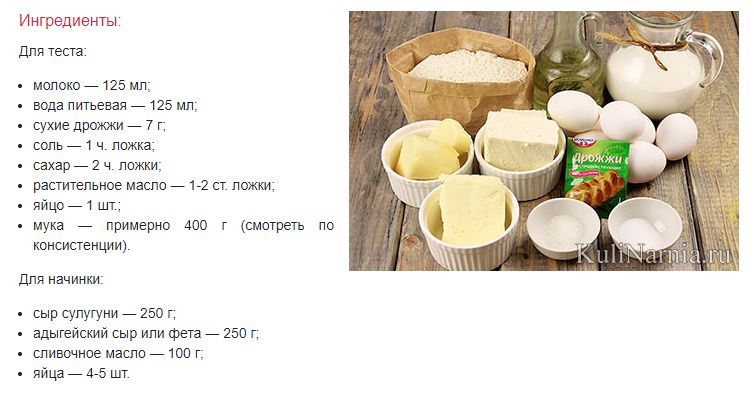 Ингредиенты:
Для теста:
• молоко — 125 мл;
• вода питьевая — 125 мл;
• сухие дрожжи — 7 г;
• соль — 1 ч. ложка;
• сахар — 2 ч. ложки;
• растительное масло — 1-2 ст. ложки;
• яйцо — 1 шт.;
• мука — примерно 400 г (смотреть по
консистенции).
Для начинки:
• сыр сулугуни — 250 г;
• адыгейский сыр или фета — 250 г;
• сливочное масло — 100 г;
• яйца — 4-5 шт.
Дрожжи
KuliNarnia.ru